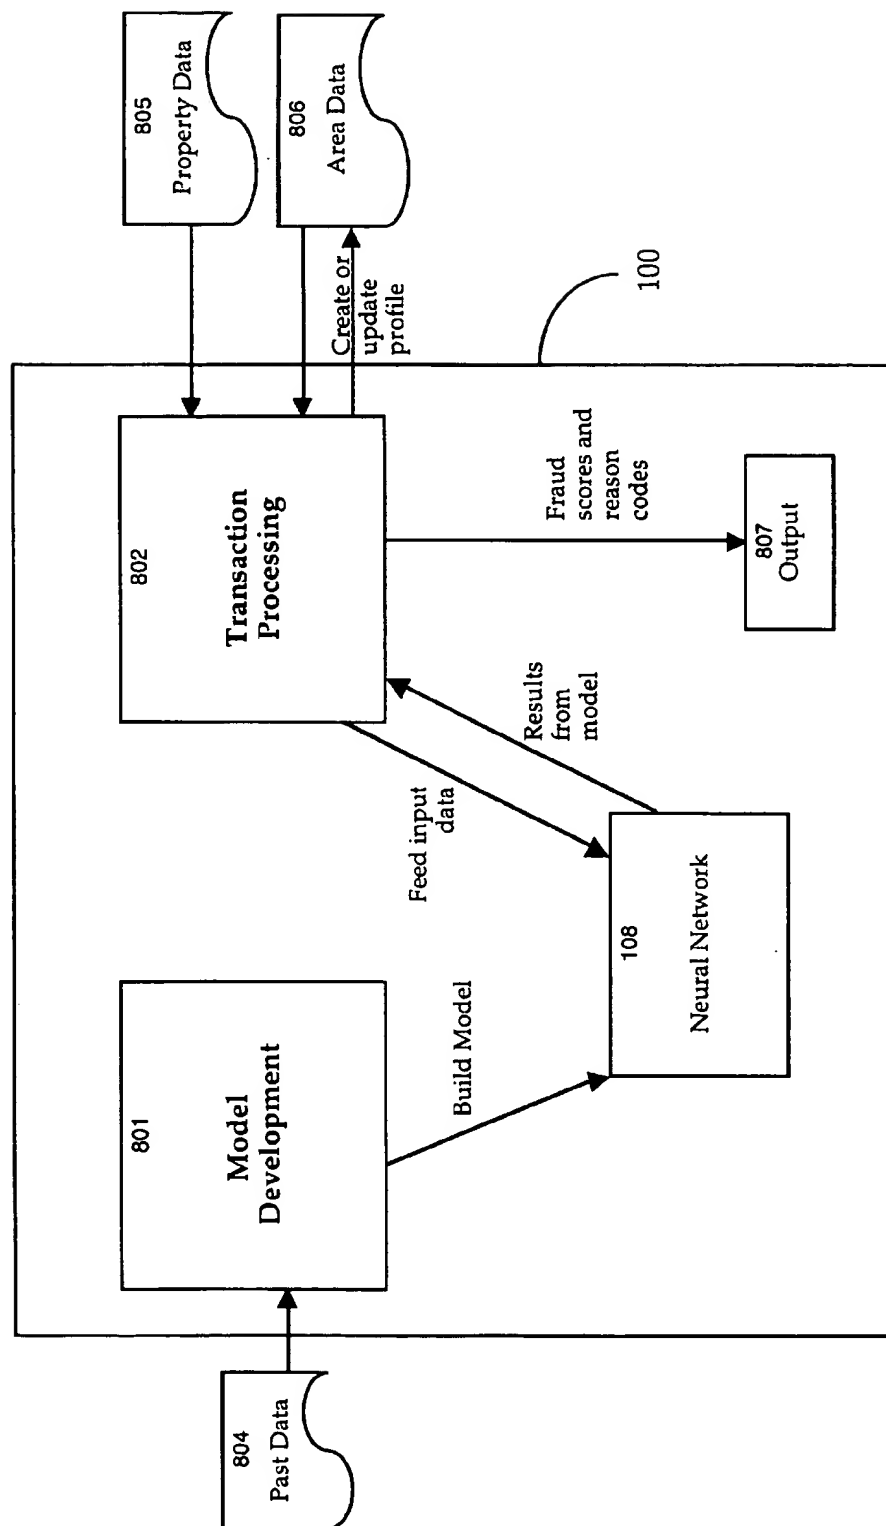 804
Past Data
801
Model
Development
Build Model
108
Neural Network
Feed input
data
Results
from
model
802
Transaction
Processing
Fraud
scores and
reason
codes
807
Output
805
Property Data
806
Area Data
Create or
update
profile
100